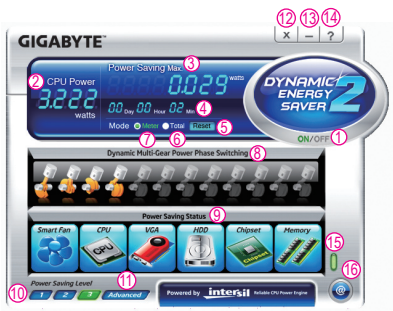 12 13 14
X – ?
GIGABYTE™
Power Saving Max. 3
2 CPU Power
0.029 watts
3.222
watts
00 Day 00 Hour 02 Min 4
Mode Meter Total Reset 5
7 6
DYNAMIC
ENERGY
SAVER 2
ON/OFF 1
Dynamic Multi-Gear Power Phase Switching 8
Power Saving Status 9
Smart Fan CPU VGA HDD Chipset Memory
CPU
Chipset
15
11 16
Power Saving Level
10 1 2 3 Advanced
Powered by intersil Reliable CPU Power Engine
@